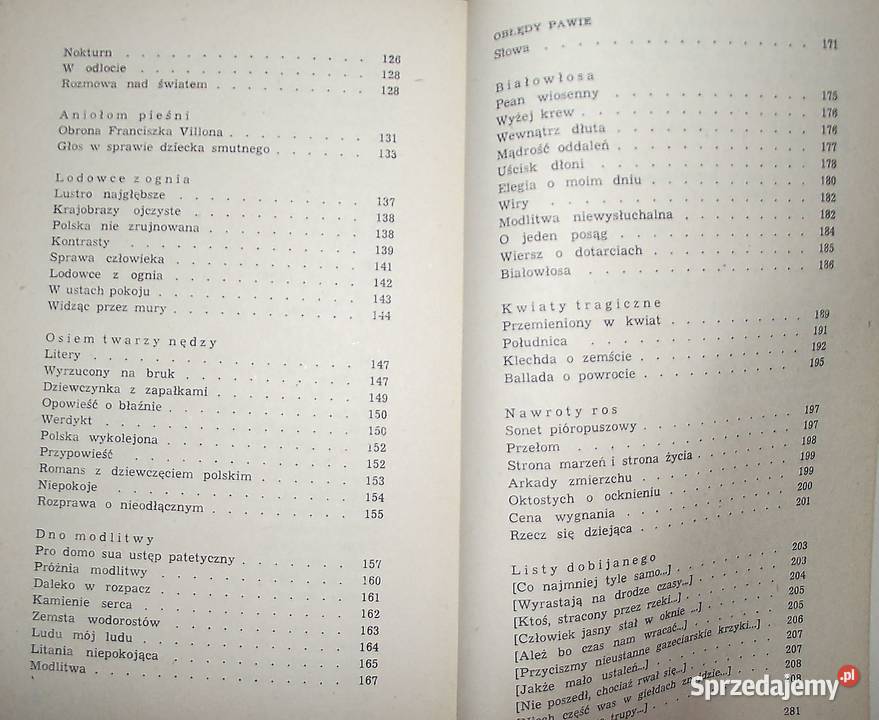 Nokturn . . . . . . . . . . . . . . 126
W odlocie . . . . . . . . . . . . . 128
Rozmowa nad światem . . . . . . . . . 128
Aniołom pieśni
Obrona Franciszka Villona . . . . . . . . 131
Głos w sprawie dziecka smutnego . . . . . . 133
Lodowce z ognia
Lustro najgłębsze . . . . . . . . . . . 137
Krajobrazy ojczyste . . . . . . . . . . 138
Polska nie zrujnowana . . . . . . . . . 138
Kontrasty . . . . . . . . . . . . . 139
Sprawa człowieka . . . . . . . . . . . 141
Lodowce z ognia . . . . . . . . . . . 142
W ustach pokoju . . . . . . . . . . . 143
Widząc przez mury . . . . . . . . . . . 144
Osiem twarzy nędzy
Litery . . . . . . . . . . . . . . 147
Wyrzucony na bruk . . . . . . . . . . 147
Dziewczynka z zapałkami . . . . . . . . 149
Opowieść o błaźnie . . . . . . . . . . 150
Werdykt . . . . . . . . . . . . . . 150
Polska wykolejona . . . . . . . . . . . 152
Przypowieść . . . . . . . . . . . . 152
Romans z dziewczęciem polskim . . . . . . 153
Niepokoje . . . . . . . . . . . . . 154
Rozprawa o nieodłącznym . . . . . . . . 155
Dno modlitwy
Pro domo sua ustęp patetyczny . . . . . . 157
Próżnia modlitwy . . . . . . . . . . . 160
Daleko w rozpacz . . . . . . . . . . . 161
Kamienie serca . . . . . . . . . . . . 162
Zemsta wodorostów . . . . . . . . . . 163
Ludu mój ludu . . . . . . . . . . . . 164
Litania niepokojąca . . . . . . . . . . 165
Modlitwa . . . . . . . . . . . . . 167
OBŁĘDY PAWIE
Słowa . . . . . . . . . . . . . . 171
Białowłosa
Pean wiosenny . . . . . . . . . . . . 175
Wyżej krew . . . . . . . . . . . . . 176
Wewnątrz dłuta . . . . . . . . . . . . 176
Mądrość oddaleń . . . . . . . . . . . 177
Uścisk dłoni . . . . . . . . . . . . 178
Elegia o moim dniu . . . . . . . . . . 180
Wiry . . . . . . . . . . . . . . 182
Modlitwa niewysłuchalna . . . . . . . . 182
O jeden posąg . . . . . . . . . . . . 184
Wiersz o dotarciach . . . . . . . . . . 185
Białowłosa . . . . . . . . . . . . . 186
Kwiaty tragiczne
Przemieniony w kwiat . . . . . . . . . . 189
Południca . . . . . . . . . . . . . 191
Klechda o zemście . . . . . . . . . . . 192
Ballada o powrocie . . . . . . . . . . . 195
Nawroty ros . . . . . . . . . . . . 197
Sonet pióropuszowy . . . . . . . . . . 197
Przełom . . . . . . . . . . . . . . 198
Strona marzeń i strona życia . . . . . . . 199
Arkady zmierzchu . . . . . . . . . . . 199
Oktostych o ocknieniu . . . . . . . . . 200
Cena wygnania . . . . . . . . . . . . 201
Rzecz się dziejąca . . . . . . . . . . .
Listy dobijanego . . . . . . . . . . 203
[Co najmniej tyle samo...] . . . . . . . . 203
[Wyrastają na drodze czasy...] . . . . . . 204
[Ktoś, stracony przez rzeki...] . . . . . . 205
[Człowiek jasny stał w oknie ...] . . . . . 205
[Ależ bo czas nam wracać...] . . . . . . . 206
[Przyciszmy nieustanne gazeciarskie krzyki...] . 207
[Jakże mało ustaleń...] . . . . . . . . . 207
[Nie poszedł, chociaż rwał się...] . . . . . 208
część was w giełdach . . . 208
trupy...] . . . . .
281
Sprzedajemy.pl